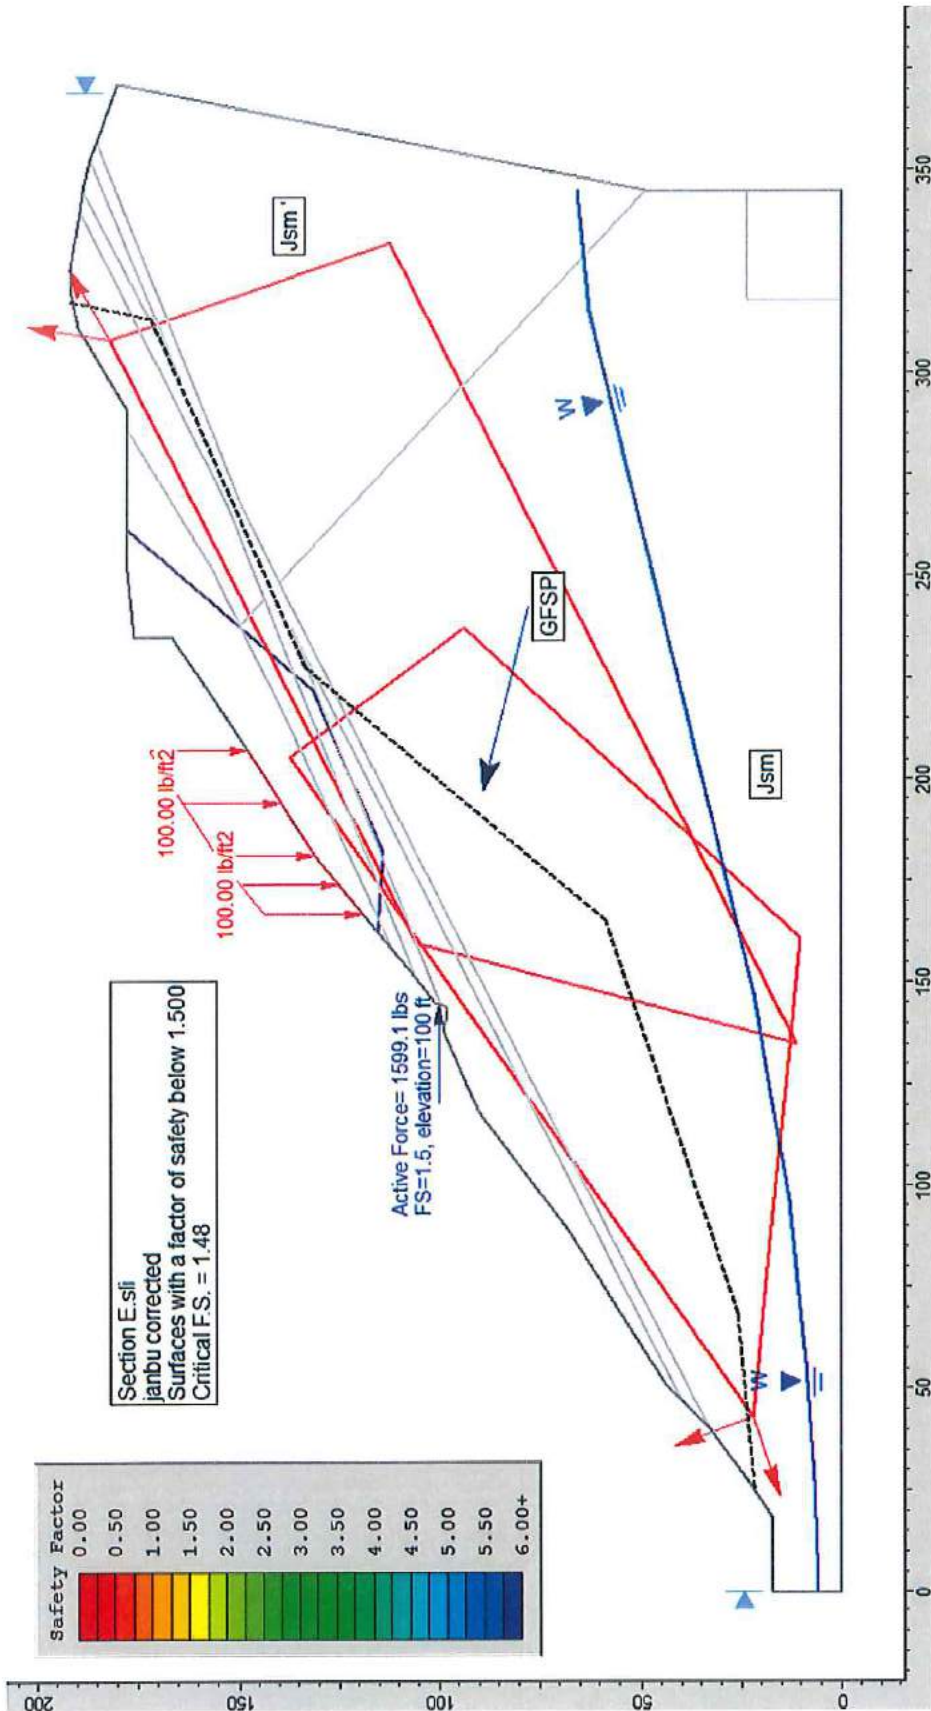 Safety Factor
0.00
0.50
1.00
1.50
2.00
2.50
3.00
3.50
4.00
4.50
5.00
5.50
6.00+
Section E.sli
janbu corrected
Surfaces with a factor of safety below 1.500
Critical F.S. = 1.48
100.00 lb/ft2
100.00 lb/ft2
Active Force= 1599.1 lbs
FS=1.5, elevation=100 ft
Jsm'
GFSP
W
Jsm
W
200
150
100
50
0
0
50
100
150
200
250
300
350